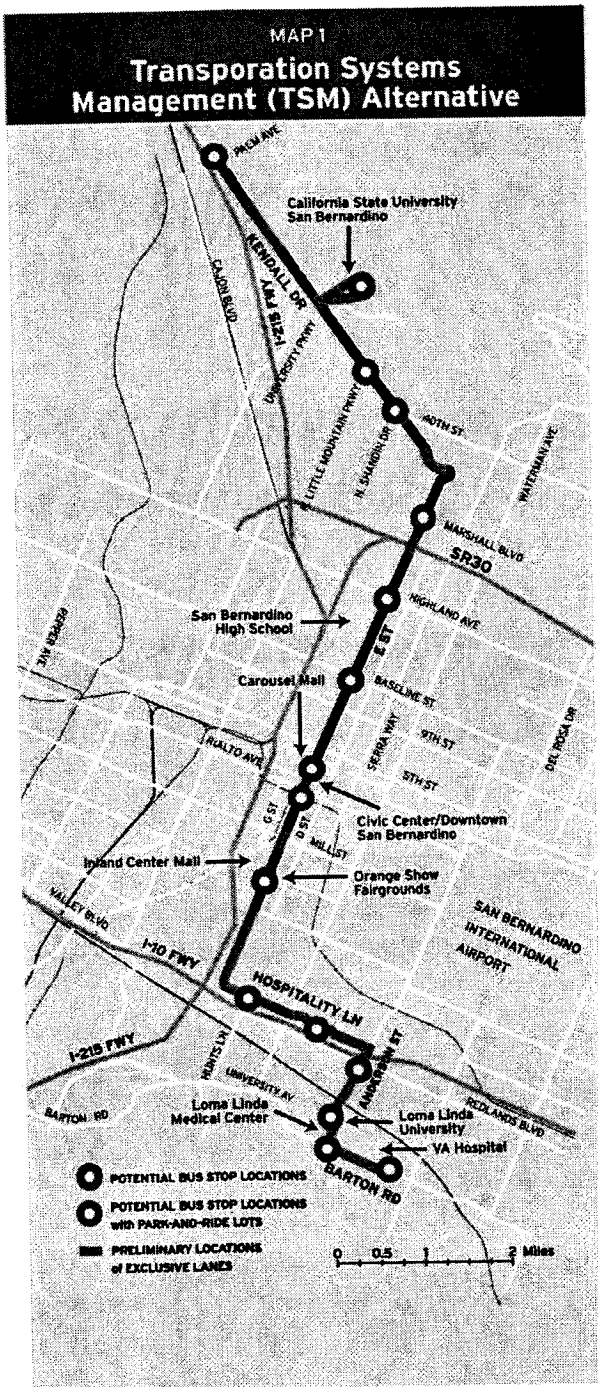 MAP 1
Transporation Systems
Management (TSM) Alternative
PALM AVE
California State University
San Bernardino
KENDALL DR
I-215 FWY
CAJON BLVD
UNIVERSITY PKWY
LITTLE MOUNTAIN PKWY
N. SHANDIN DR
40TH ST
WATERMAN AVE
MARSHALL BLVD
SR30
HIGHLAND AVE
San Bernardino
High School
E ST
PEPPER AVE
Carousel Mall
BASELINE ST
SIERRA WAY
9TH ST
5TH ST
DEL ROSA DR
RIALTO AVE
G ST
D ST
MILL ST
Civic Center/Downtown
San Bernardino
Inland Center Mall
Orange Show
Fairgrounds
VALLEY BLVD
I-10 FWY
SAN BERNARDINO
INTERNATIONAL
AIRPORT
HOSPITALITY LN
I-215 FWY
HUNTS LN
ANDERSON ST
UNIVERSITY AV
REDLANDS BLVD
BARTON RD
Loma Linda
Medical Center
Loma Linda
University
VA Hospital
BARTON RD
POTENTIAL BUS STOP LOCATIONS
POTENTIAL BUS STOP LOCATIONS
with PARK-AND-RIDE LOTS
PRELIMINARY LOCATIONS
of EXCLUSIVE LANES
0 0.5 1 2 Miles